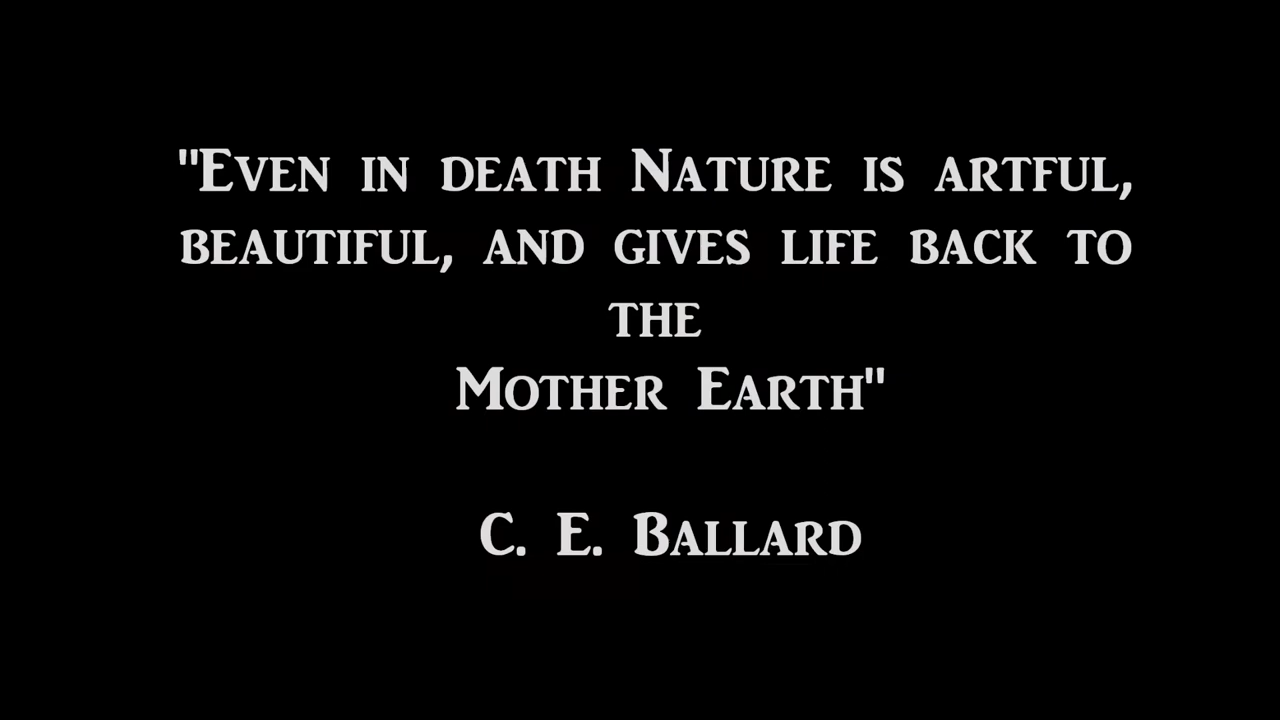 "Even in death Nature is artful,
beautiful, and gives life back to
the
Mother Earth"
C. E. Ballard